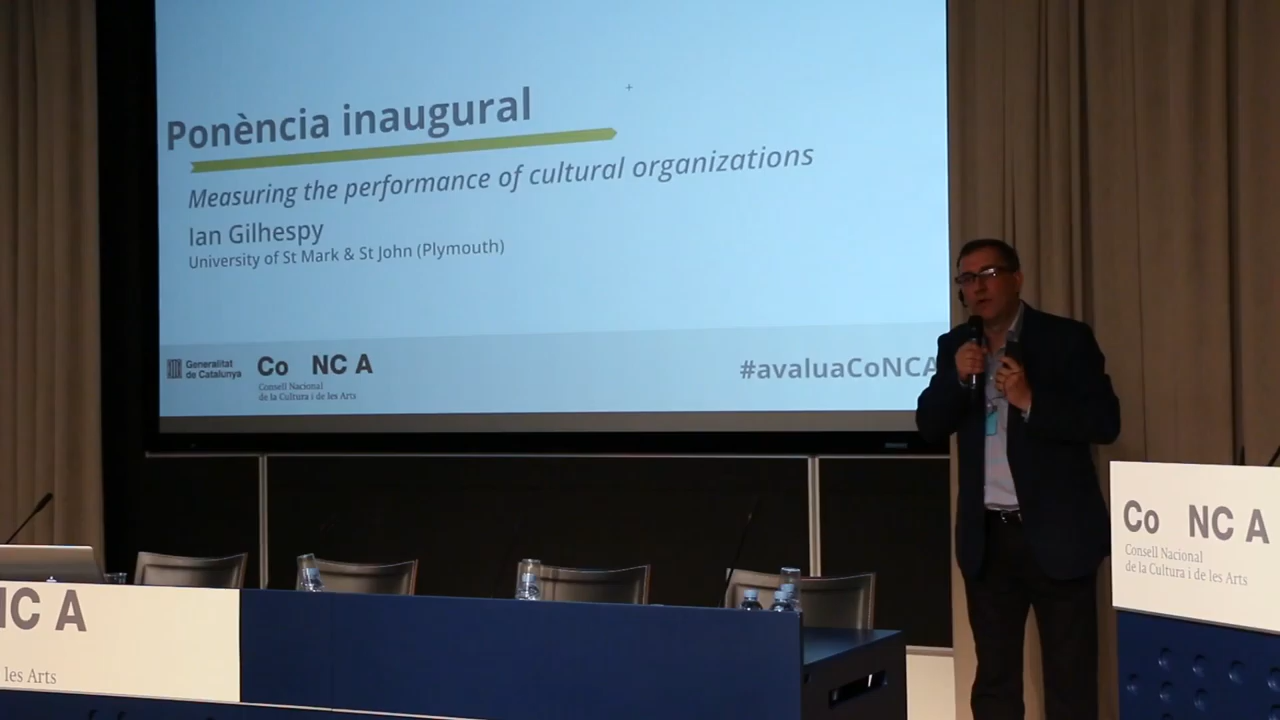 Ponència inaugural
Measuring the performance of cultural organizations
Ian Gilhespy
University of St Mark & St John (Plymouth)
Generalitat
de Catalunya
Co NC A
Consell Nacional
de la Cultura i de les Arts
#avaluaCoNCA
Co NC A
Consell Nacional
de la Cultura i de les Arts
NC A
les Arts